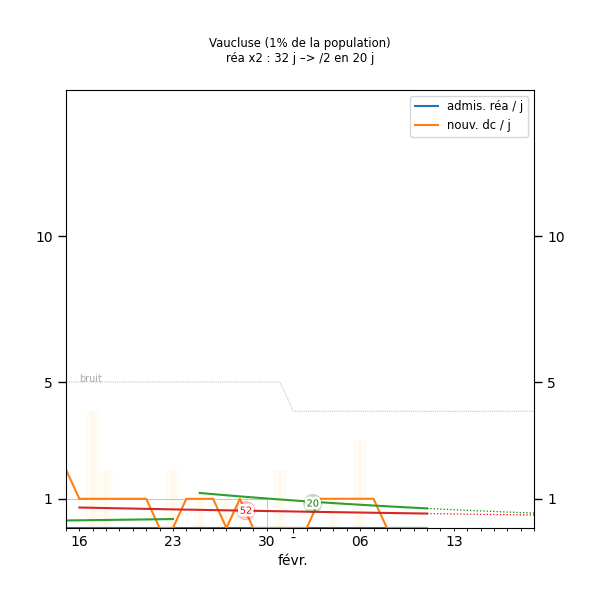 Vaucluse (1% de la population)
réa x2 : 32 j –> /2 en 20 j
admis. réa / j
nouv. dc / j
10 10
bruit
5 5
20
52
1 1
16 23 30 - 06 13
févr.